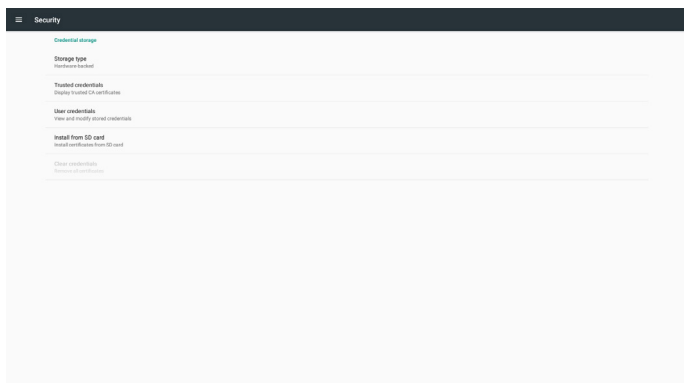 Security
Credential storage
Storage type
Hardware-backed
Trusted credentials
Display trusted CA certificates
User credentials
View and modify stored credentials
Install from SD card
Install certificates from SD card
Clear credentials
Remove all certificates